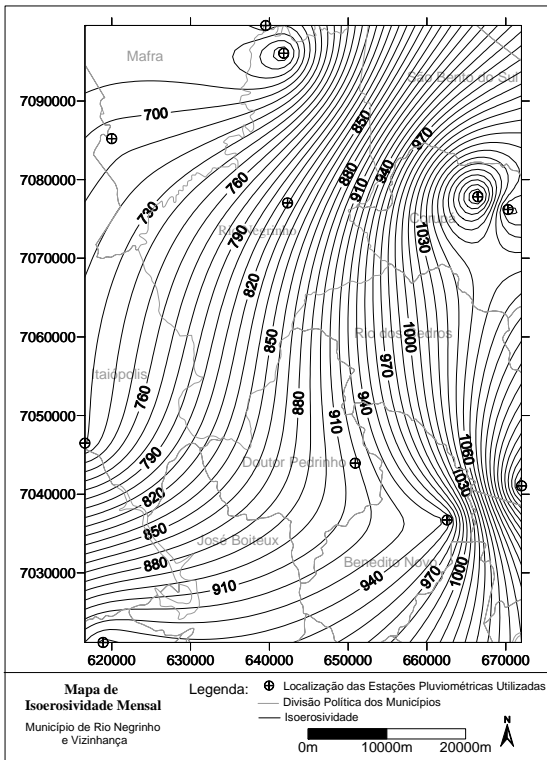 Mafra
São Bento do Sul
7090000
700
850
970
940
880
910
760
7080000
730
790
Rio Negrinho
Corupá
1030
7070000
820
7060000
850
Rio dos Cedros
1000
970
Itaiópolis
760
880
940
910
7050000
790
1060
Doutor Pedrinho
1030
7040000
820
850
José Boiteux
880
Benedito Novo
7030000
910
940
970
1000
620000
630000
640000
650000
660000
670000
Mapa de
Isoerosividade Mensal
Município de Rio Negrinho
e Vizinhança
Legenda:
Localização das Estações Pluviométricas Utilizadas
Divisão Política dos Municípios
Isoerosividade
0m
10000m
20000m
N